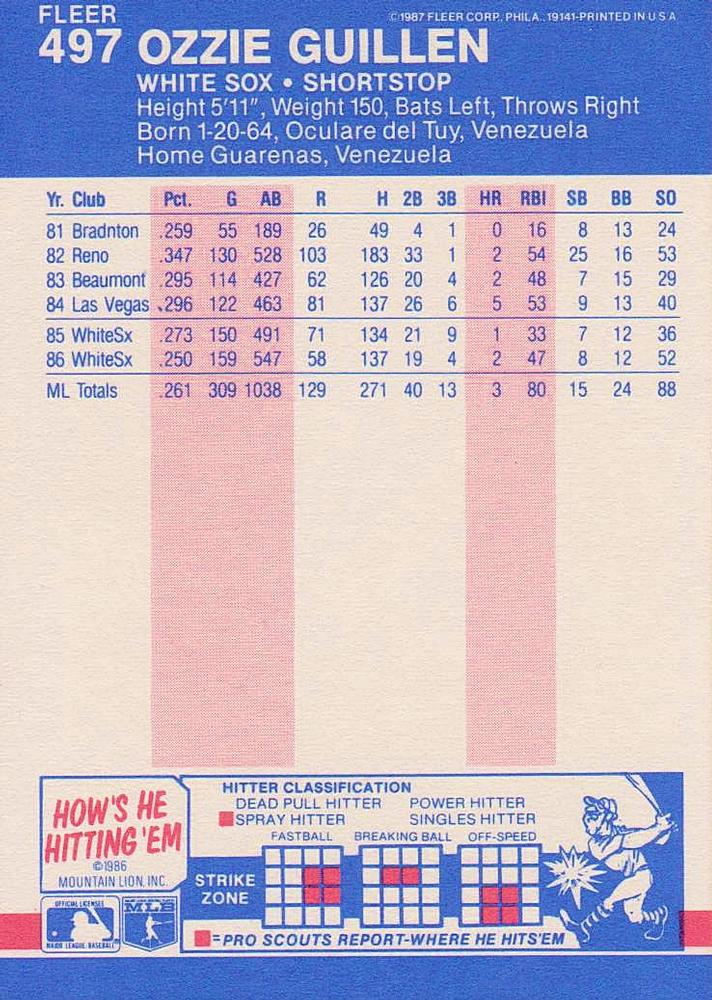 FLEER
©1987 FLEER CORP. PHILA., 19141-PRINTED IN U S A
497 OZZIE GUILLEN
WHITE SOX • SHORTSTOP
Height 5'11", Weight 150, Bats Left, Throws Right
Born 1-20-64, Oculare del Tuy, Venezuela
Home Guarenas, Venezuela
Yr. Club Pct. G AB R H 2B 3B HR RBI SB BB SO
81 Bradnton .259 55 189 26 49 4 1 0 16 8 13 24
82 Reno .347 130 528 103 183 33 1 2 54 25 16 53
83 Beaumont .295 114 427 62 126 20 4 2 48 7 15 29
84 Las Vegas .296 122 463 81 137 26 6 5 53 9 13 40
85 WhiteSx .273 150 491 71 134 21 9 1 33 7 12 36
86 WhiteSx .250 159 547 58 137 19 4 2 47 8 12 52
ML Totals .261 309 1038 129 271 40 13 3 80 15 24 88
HOW'S HE
HITTING 'EM
©1986
MOUNTAIN LION, INC.
HITTER CLASSIFICATION
DEAD PULL HITTER POWER HITTER
SPRAY HITTER SINGLES HITTER
FASTBALL BREAKING BALL OFF-SPEED
STRIKE
ZONE
=PRO SCOUTS REPORT-WHERE HE HITS 'EM
OFFICIAL LICENSEE
MAJOR LEAGUE BASEBALL
MLB